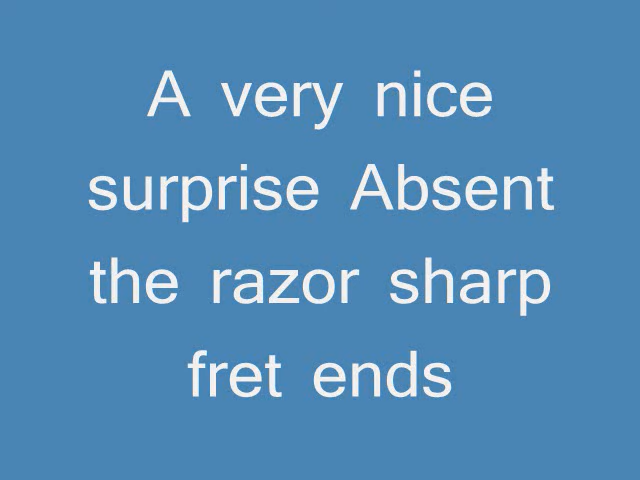 A very nice
surprise Absent
the razor sharp
fret ends